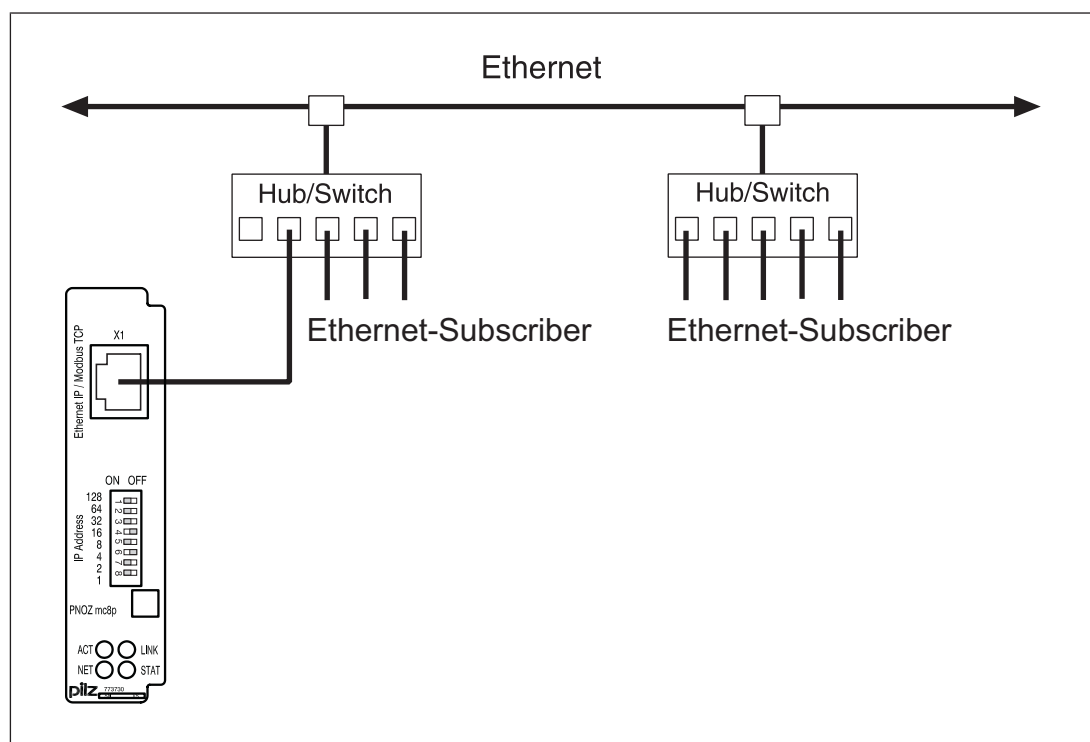 Ethernet
Hub/Switch
Hub/Switch
Ethernet-Subscriber
Ethernet-Subscriber
X1
Ethernet IP / Modbus TCP
ON OFF
128
64
32
16
8
4
2
1
1
2
3
4
5
6
7
8
IP Address
PNOZ mc8p
ACT LINK
NET STAT
pilz 773730